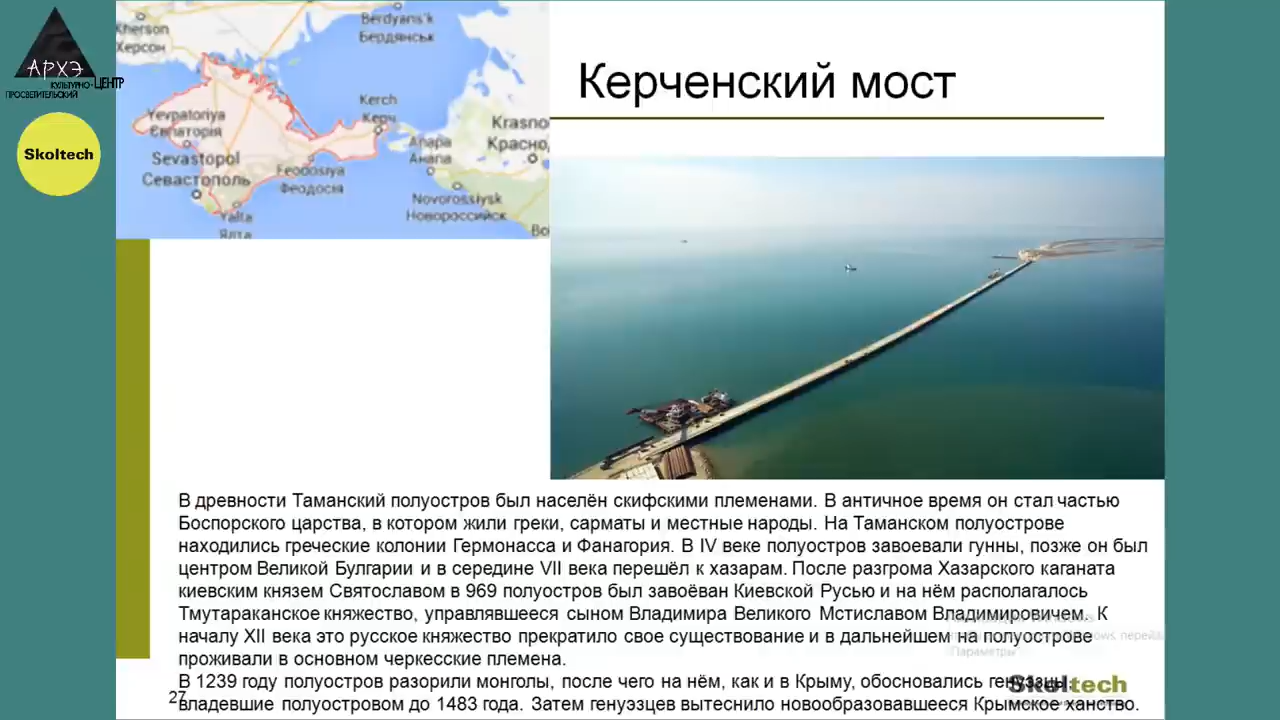 АРХЭ
КУЛЬТУРНО-ЦЕНТР
ПРОСВЕТИТЕЛЬСКИЙ
Skoltech
Kherson
Херсон
Berdyans'k
Бердянськ
Yevpatoriya
Євпаторія
Kerch
Керч
Krasno
Красно
Anapa
Анапа
Sevastopol
Севастополь
Feodosiya
Феодосія
Novorossiysk
Новороссийск
Yalta
Ялта
Bo
Керченский мост
В древности Таманский полуостров был населён скифскими племенами. В античное время он стал частью
Боспорского царства, в котором жили греки, сарматы и местные народы. На Таманском полуострове
находились греческие колонии Гермонасса и Фанагория. В IV веке полуостров завоевали гунны, позже он был
центром Великой Булгарии и в середине VII века перешёл к хазарам. После разгрома Хазарского каганата
киевским князем Святославом в 969 полуостров был завоёван Киевской Русью и на нём располагалось
Тмутараканское княжество, управлявшееся сыном Владимира Великого Мстиславом Владимировичем. К
началу XII века это русское княжество прекратило свое существование и в дальнейшем на полуострове
проживали в основном черкесские племена.
В 1239 году полуостров разорили монголы, после чего на нём, как и в Крыму, обосновались генуэзцы,
владевшие полуостровом до 1483 года. Затем генуэзцев вытеснило новообразовавшееся Крымское ханство.
"Параметры"
Skoltech
27